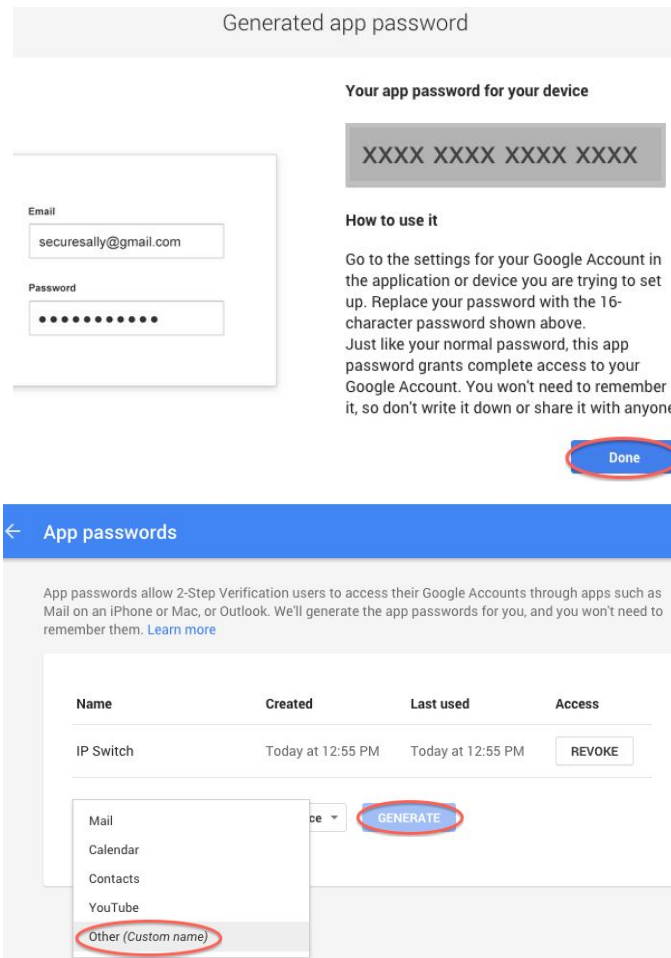 Generated app password
Your app password for your device
XXXX XXXX XXXX XXXX
Email
securesally@gmail.com
Password
How to use it
Go to the settings for your Google Account in
the application or device you are trying to set
up. Replace your password with the 16-
character password shown above.
Just like your normal password, this app
password grants complete access to your
Google Account. You won't need to remember
it, so don't write it down or share it with anyone
Done
App passwords
App passwords allow 2-Step Verification users to access their Google Accounts through apps such as
Mail on an iPhone or Mac, or Outlook. We'll generate the app passwords for you, and you won't need to
remember them. Learn more
Name Created Last used Access
IP Switch Today at 12:55 PM Today at 12:55 PM REVOKE
Mail
ce GENERATE
Calendar
Contacts
YouTube
Other (Custom name)